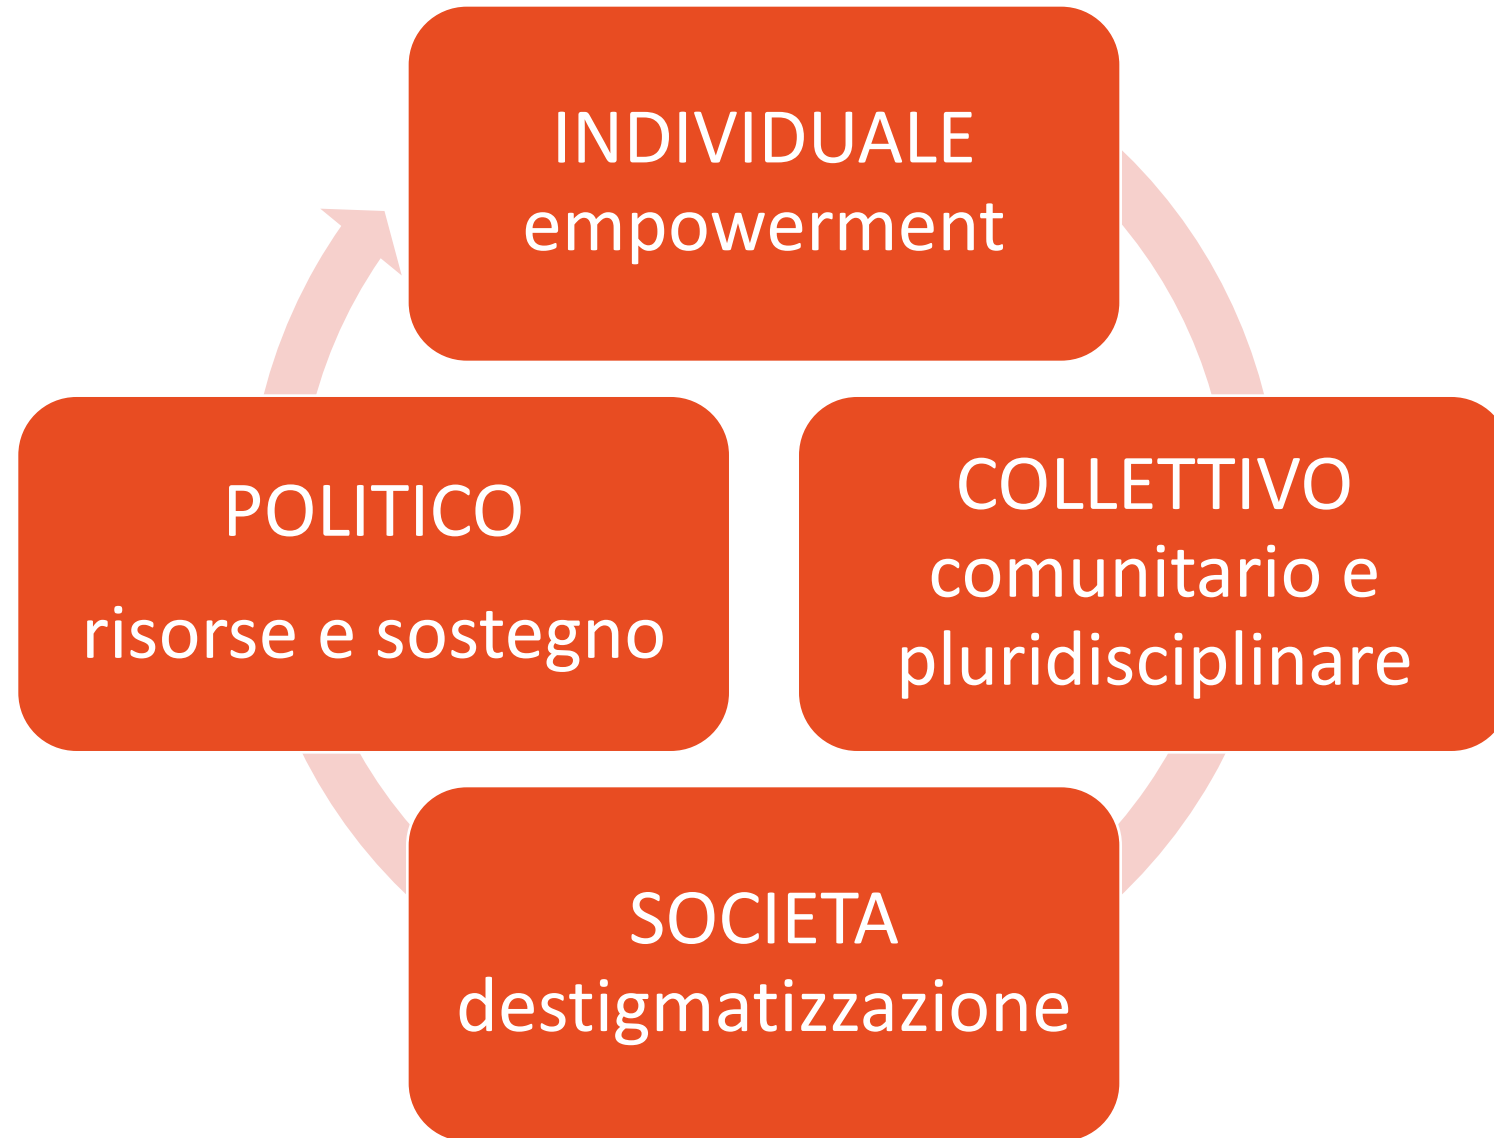 INDIVIDUALE
empowerment
COLLETTIVO
comunitario e
pluridisciplinare
SOCIETA
destigmatizzazione
POLITICO
risorse e sostegno